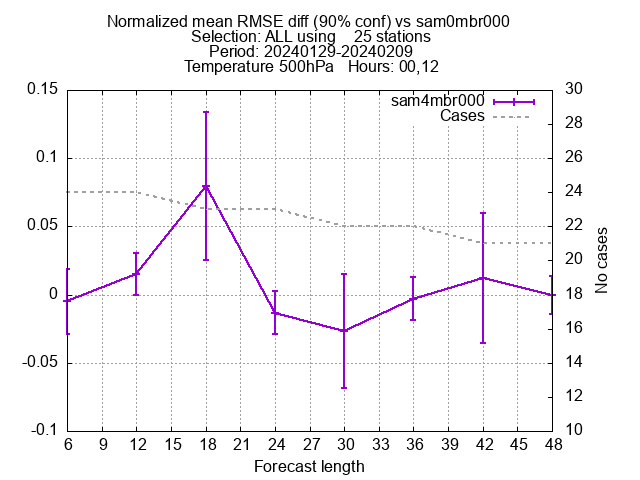 Normalized mean RMSE diff (90% conf) vs sam0mbr000
Selection: ALL using    25 stations
Period: 20240129-20240209
Temperature 500hPa   Hours: 00,12
sam4mbr000
Cases
0.15
0.1
0.05
0
-0.05
-0.1
30
28
26
24
22
20
18
16
14
12
10
No cases
6 9 12 15 18 21 24 27 30 33 36 39 42 45 48
Forecast length